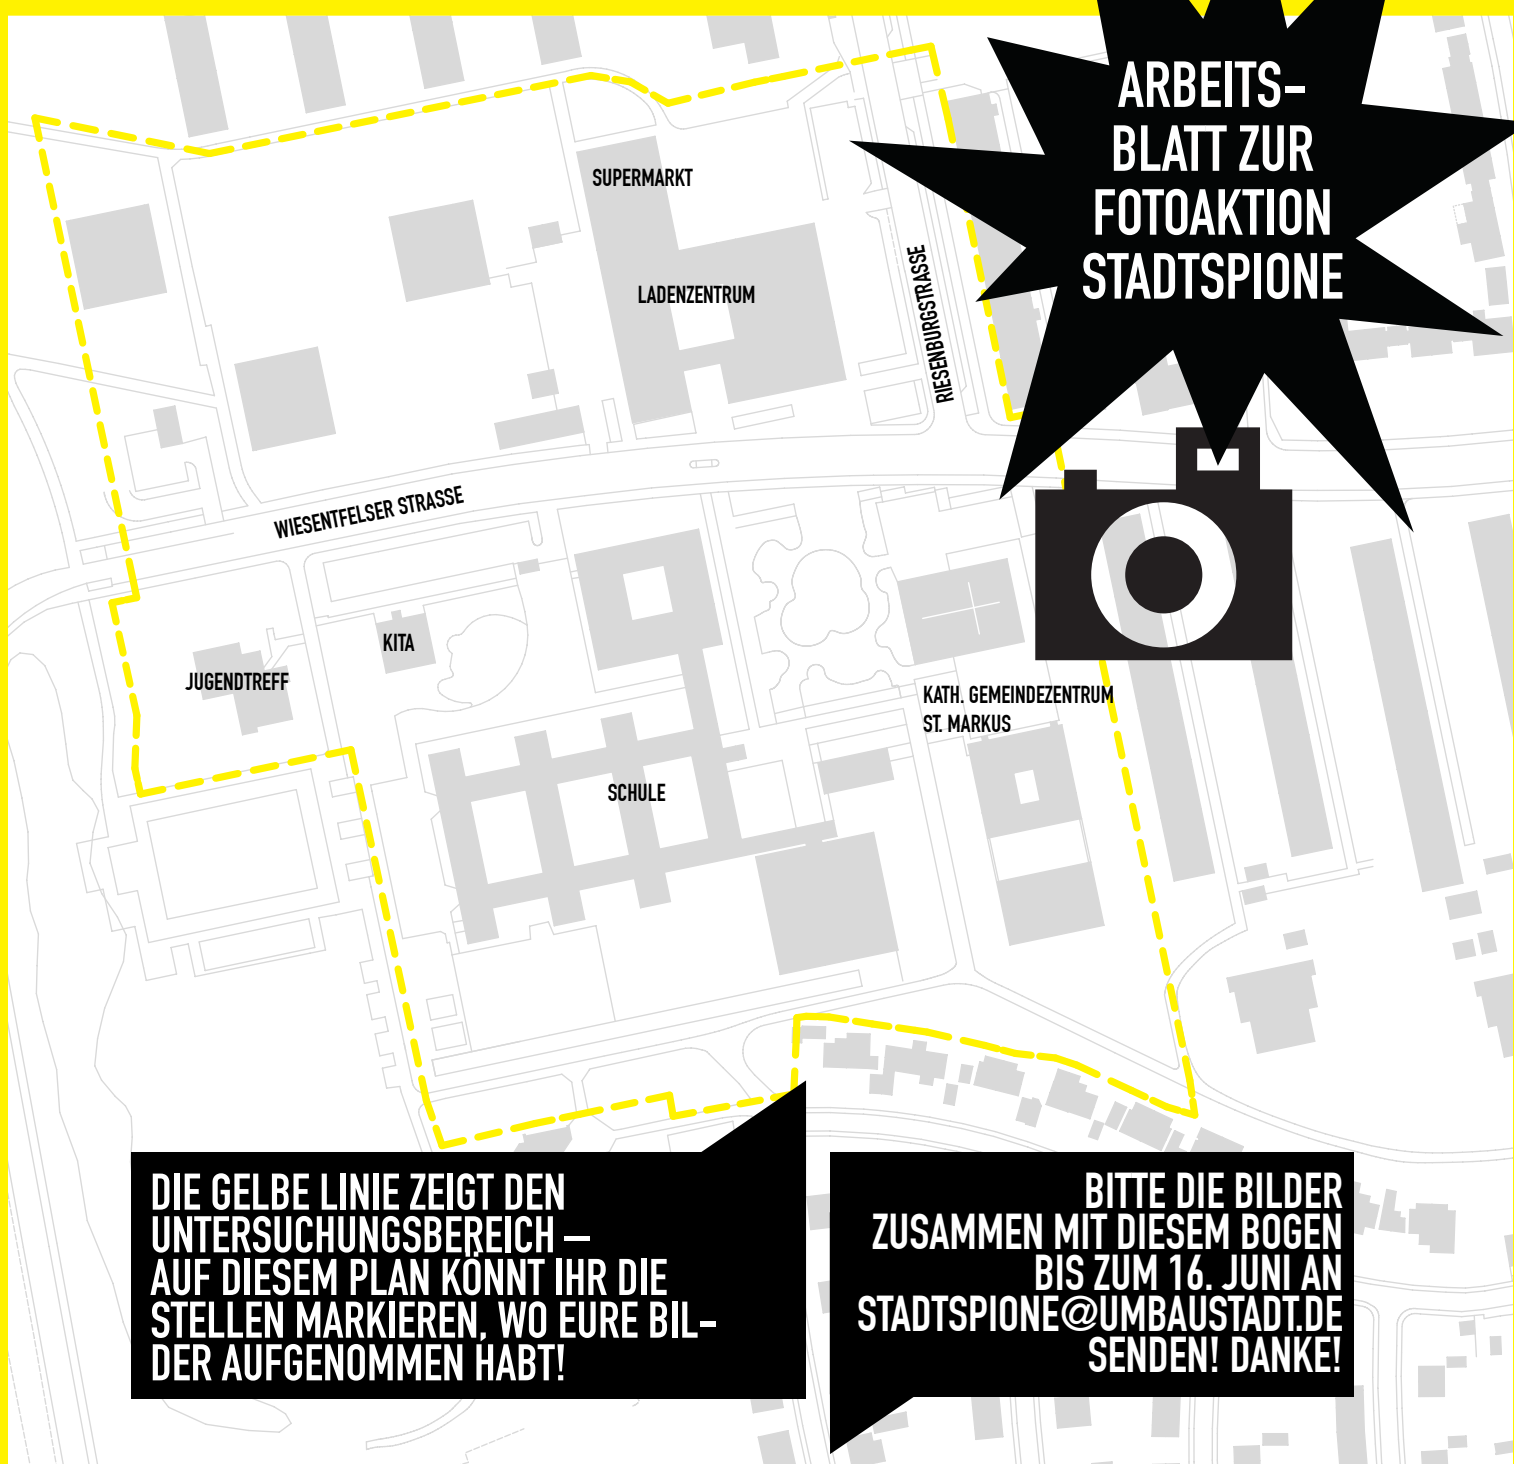 ARBEITS–
BLATT ZUR
FOTOAKTION
STADTSPIONE
SUPERMARKT
LADENZENTRUM
RIESENBURGSTRASSE
WIESENTFELSER STRASSE
KITA
JUGENDTREFF
KATH. GEMEINDEZENTRUM
ST. MARKUS
SCHULE
DIE GELBE LINIE ZEIGT DEN
UNTERSUCHUNGSBEREICH –
AUF DIESEM PLAN KÖNNT IHR DIE
STELLEN MARKIEREN, WO EURE BIL–
DER AUFGENOMMEN HABT!
BITTE DIE BILDER
ZUSAMMEN MIT DIESEM BOGEN
BIS ZUM 16. JUNI AN
STADTSPIONE@UMBAUSTADT.DE
SENDEN! DANKE!